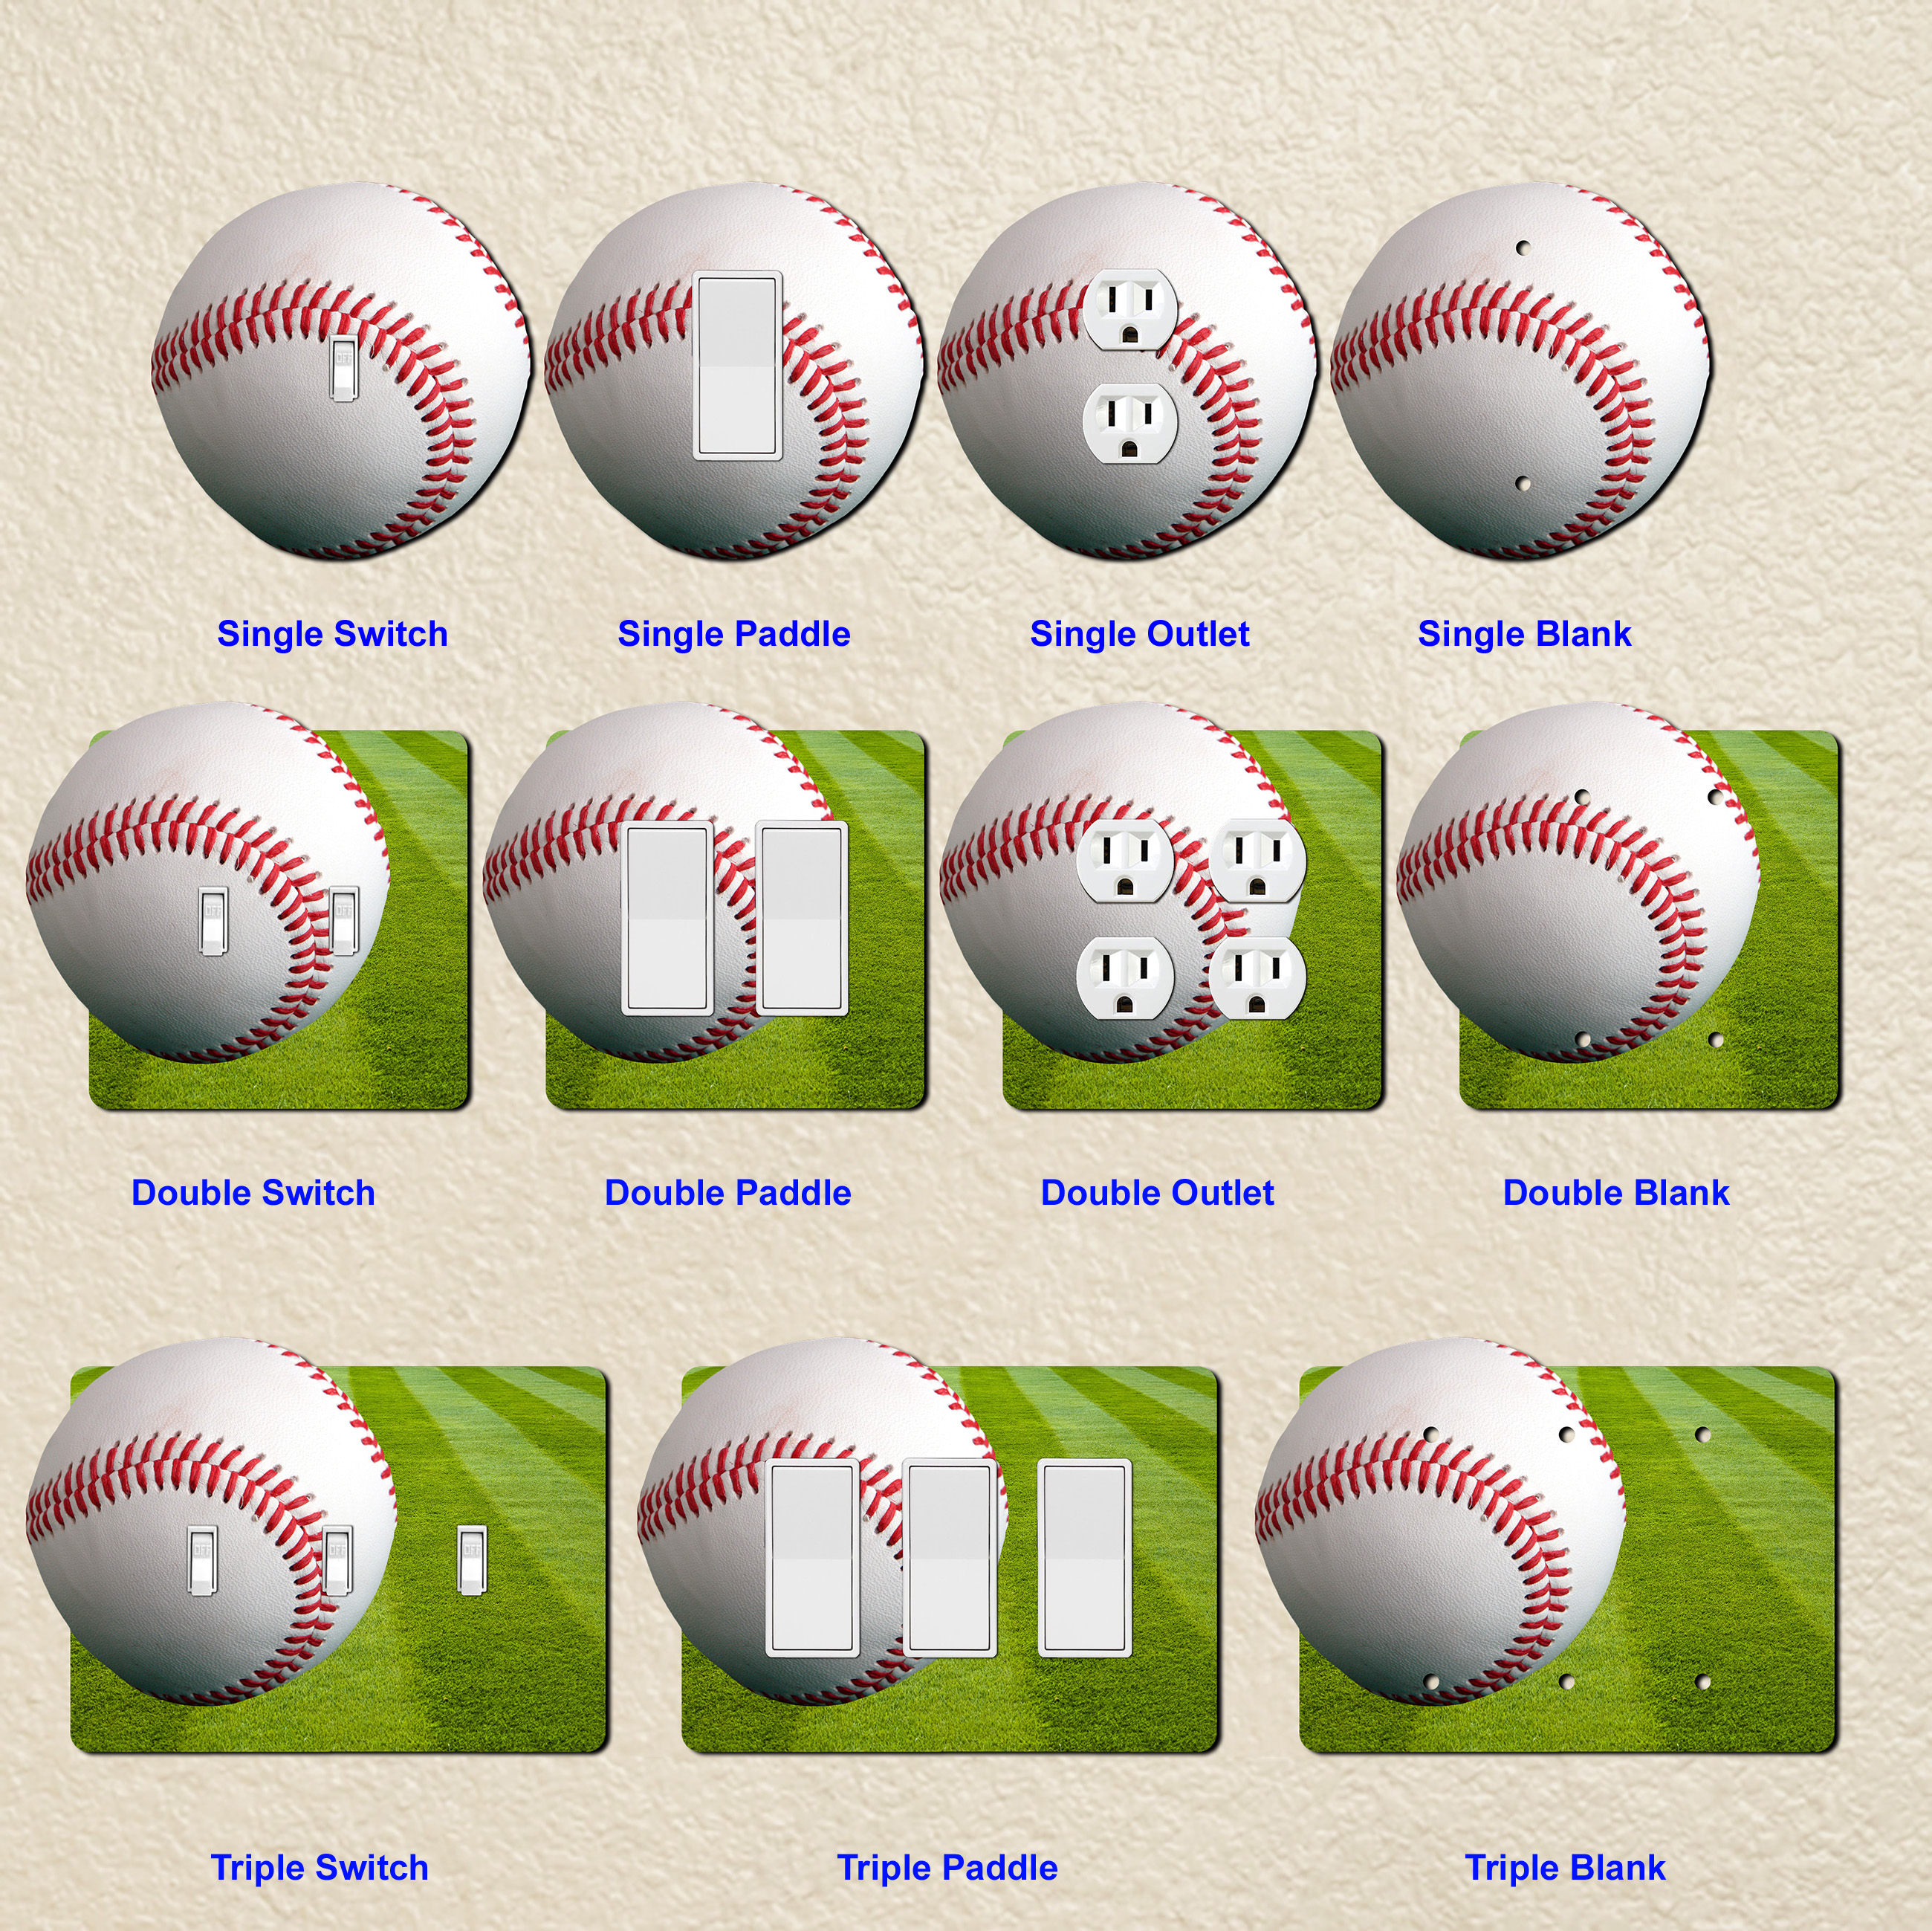 OFF
Single Switch
Single Paddle
Single Outlet
Single Blank
OFF
OFF
Double Switch
Double Paddle
Double Outlet
Double Blank
OFF
OFF
OFF
Triple Switch
Triple Paddle
Triple Blank